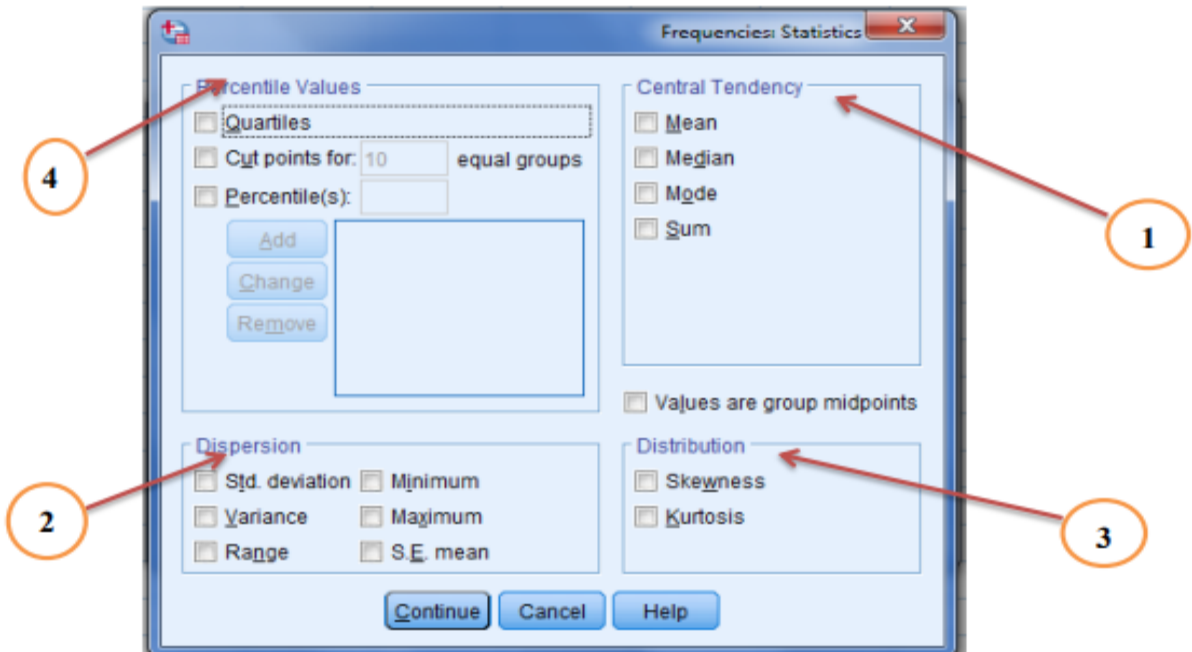 Frequencies: Statistics
Percentile Values
Quartiles
Cut points for: 10 equal groups
Percentile(s):
Add
Change
Remove
Central Tendency
Mean
Median
Mode
Sum
Values are group midpoints
Dispersion
Std. deviation Minimum
Variance Maximum
Range S.E. mean
Distribution
Skewness
Kurtosis
Continue Cancel Help
4
1
2
3